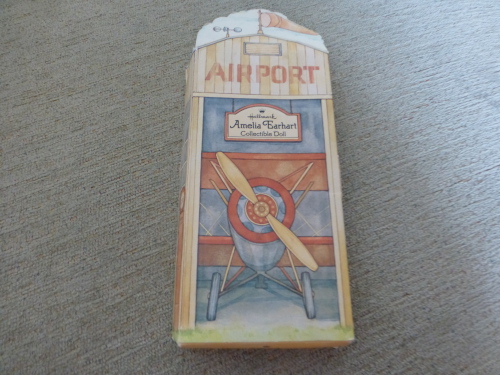 AIRPORT
Hallmark
Amelia Earhart
Collectible Doll